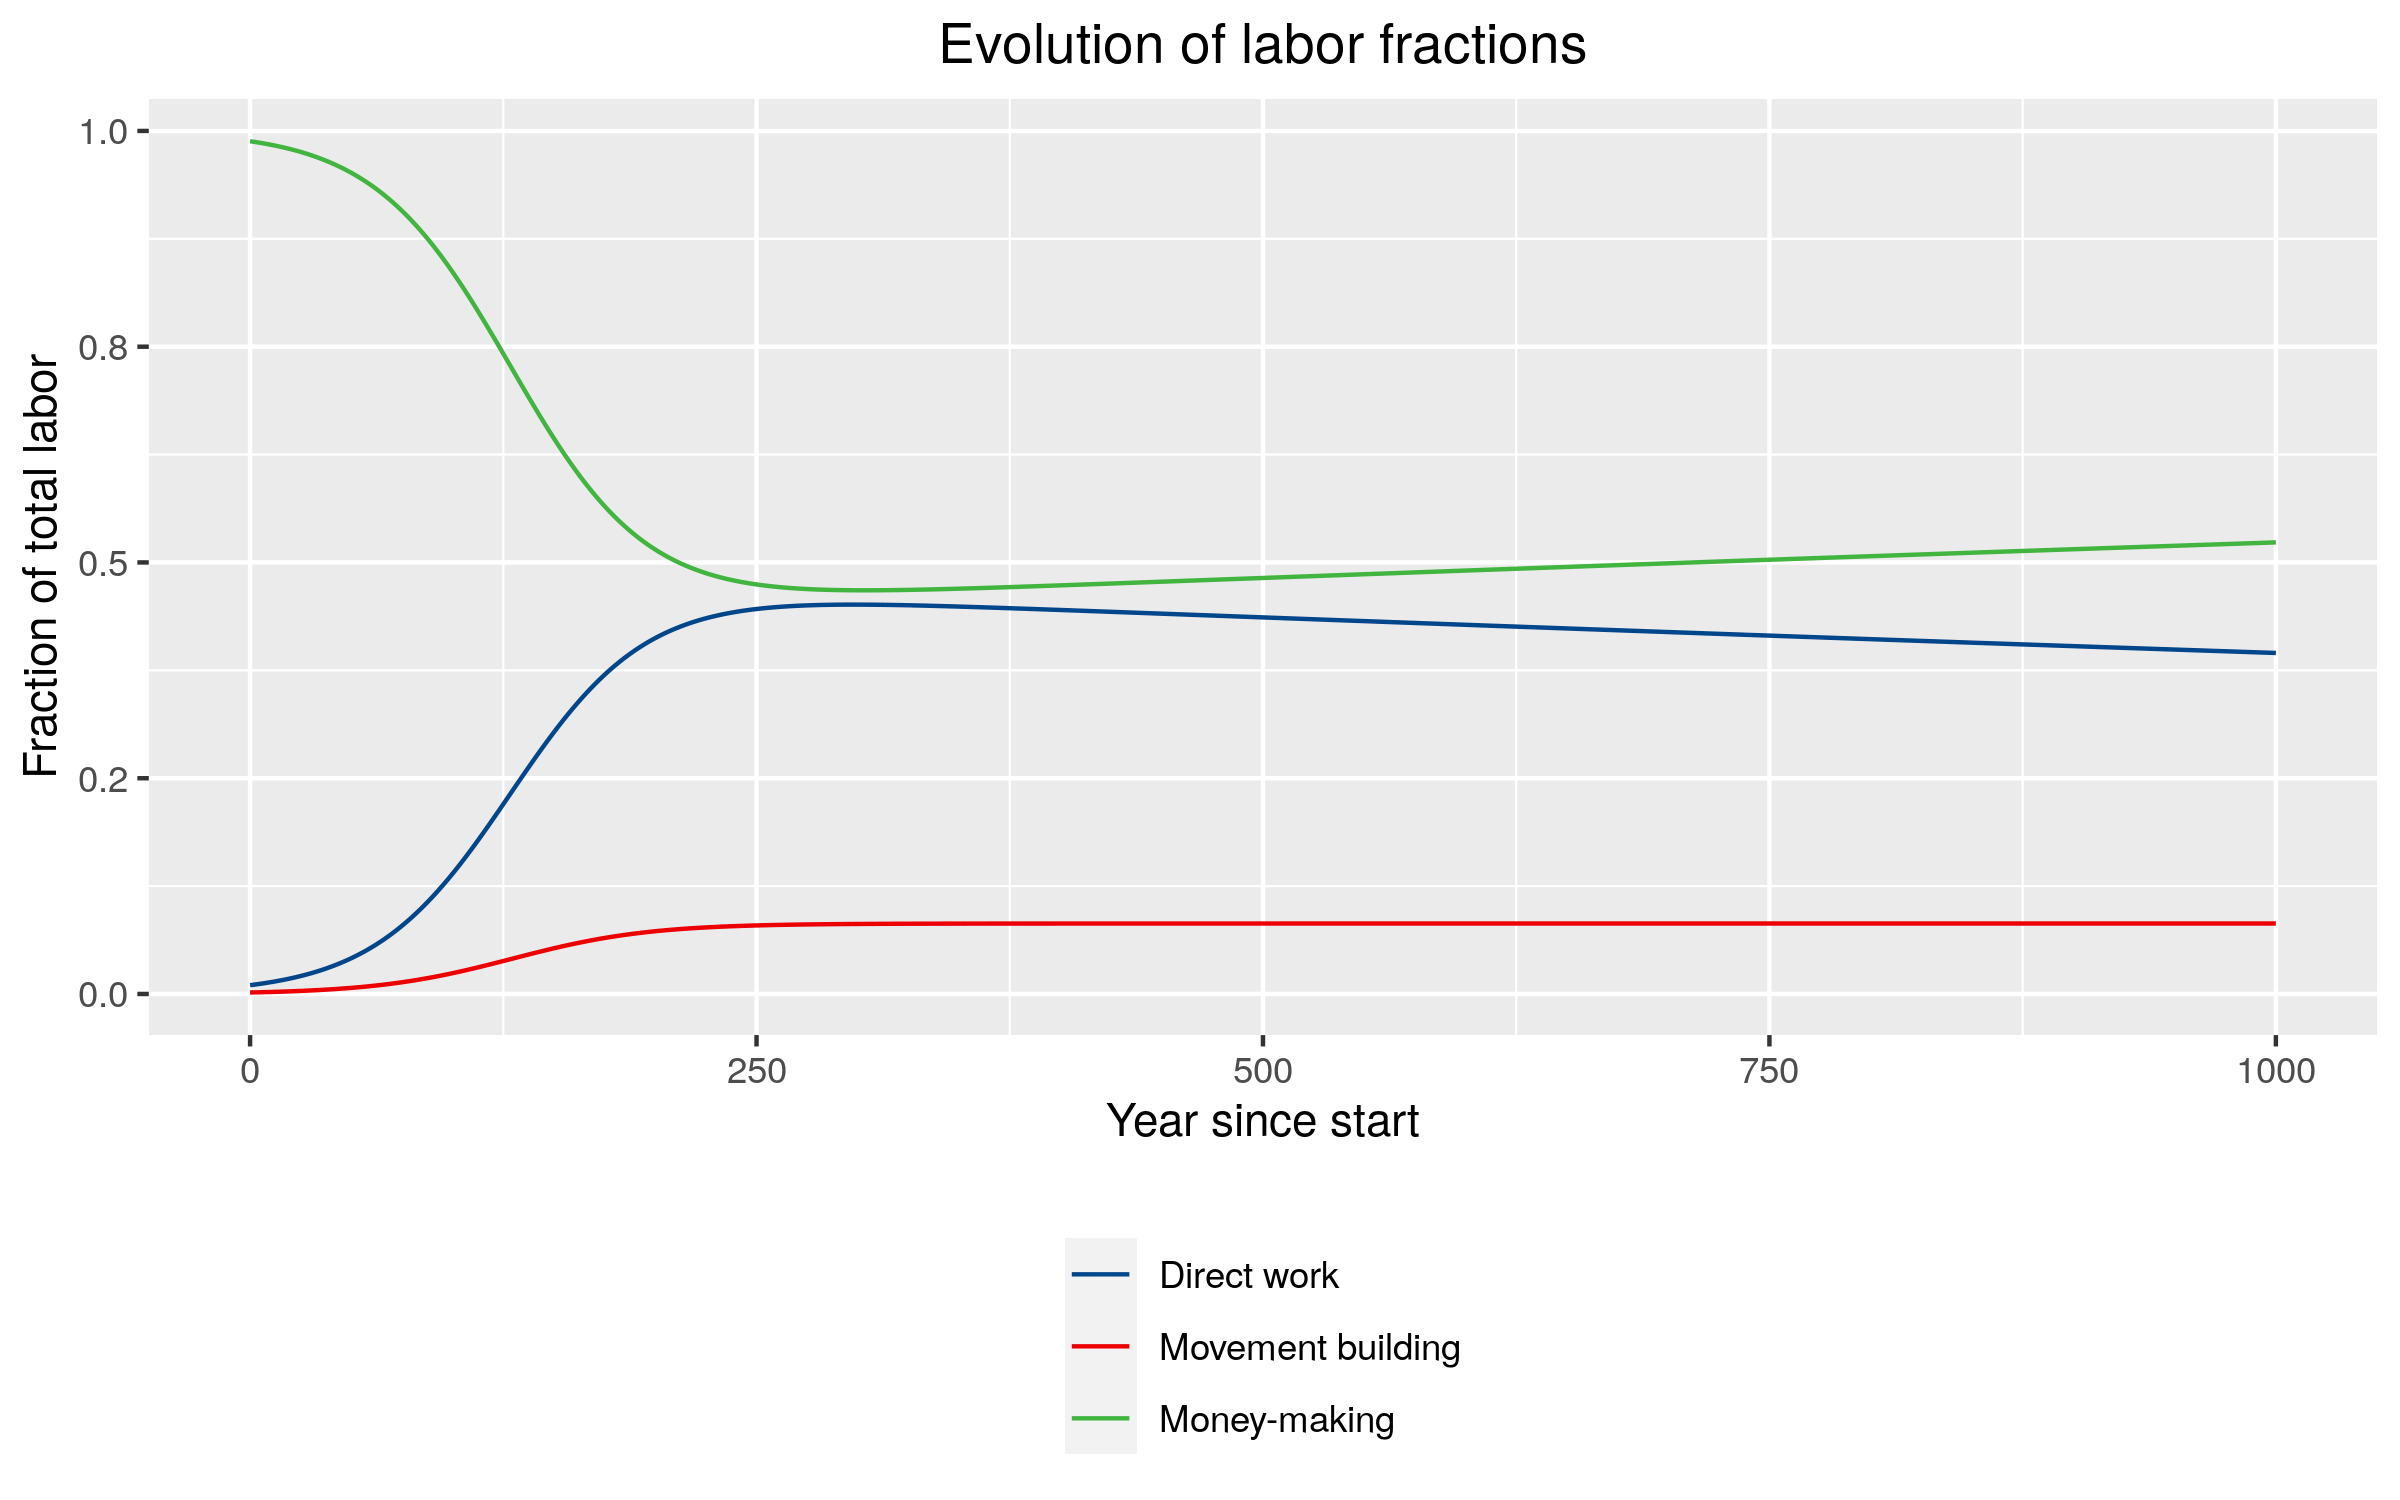 Evolution of labor fractions
Fraction of total labor
1.0
0.8
0.5
0.2
0.0
0 250 500 750 1000
Year since start
Direct work
Movement building
Money-making